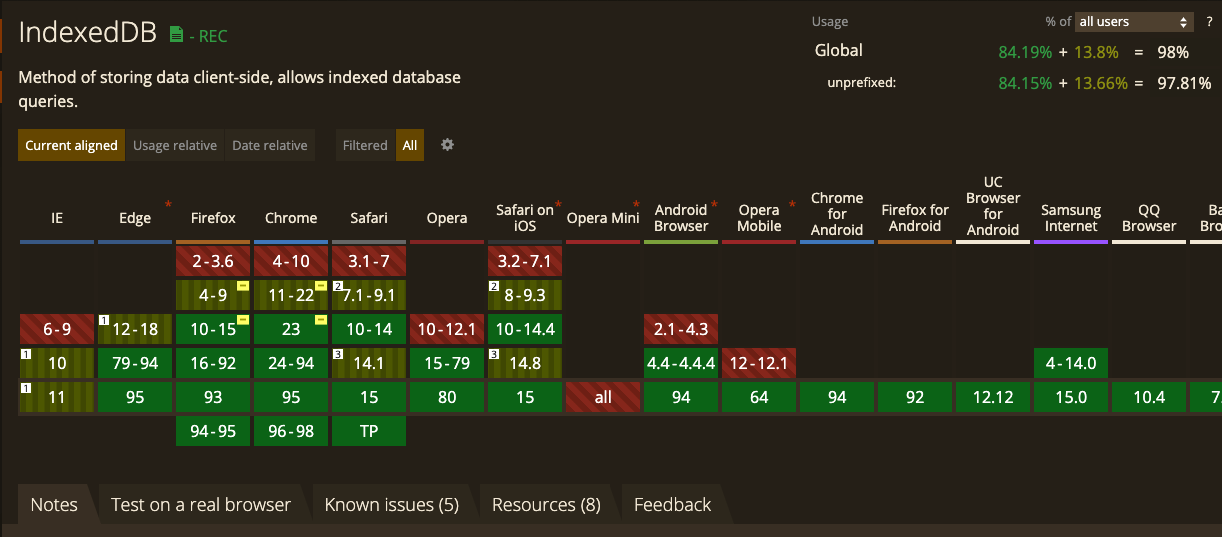 IndexedDB - REC
Usage % of all users ?
Global 84.19% + 13.8% = 98%
unprefixed: 84.15% + 13.66% = 97.81%
Method of storing data client-side, allows indexed database
queries.
Current aligned Usage relative Date relative Filtered All
IE Edge * Firefox Chrome Safari Opera Safari on iOS * Opera Mini * Android Browser * Opera Mobile * Chrome for Android Firefox for Android UC Browser for Android Samsung Internet QQ Browser
2-3.6 4-10 3.1-7 3.2-7.1
4-9 11-22 2 7.1-9.1 2 8-9.3
6-9 1 12-18 10-15 23 10-14 10-12.1 10-14.4 2.1-4.3
1 10 79-94 16-92 24-94 3 14.1 15-79 3 14.8 4.4-4.4.4 12-12.1 4-14.0
1 11 95 93 95 15 80 15 all 94 64 94 92 12.12 15.0 10.4
94-95 96-98 TP
Notes Test on a real browser Known issues (5) Resources (8) Feedback